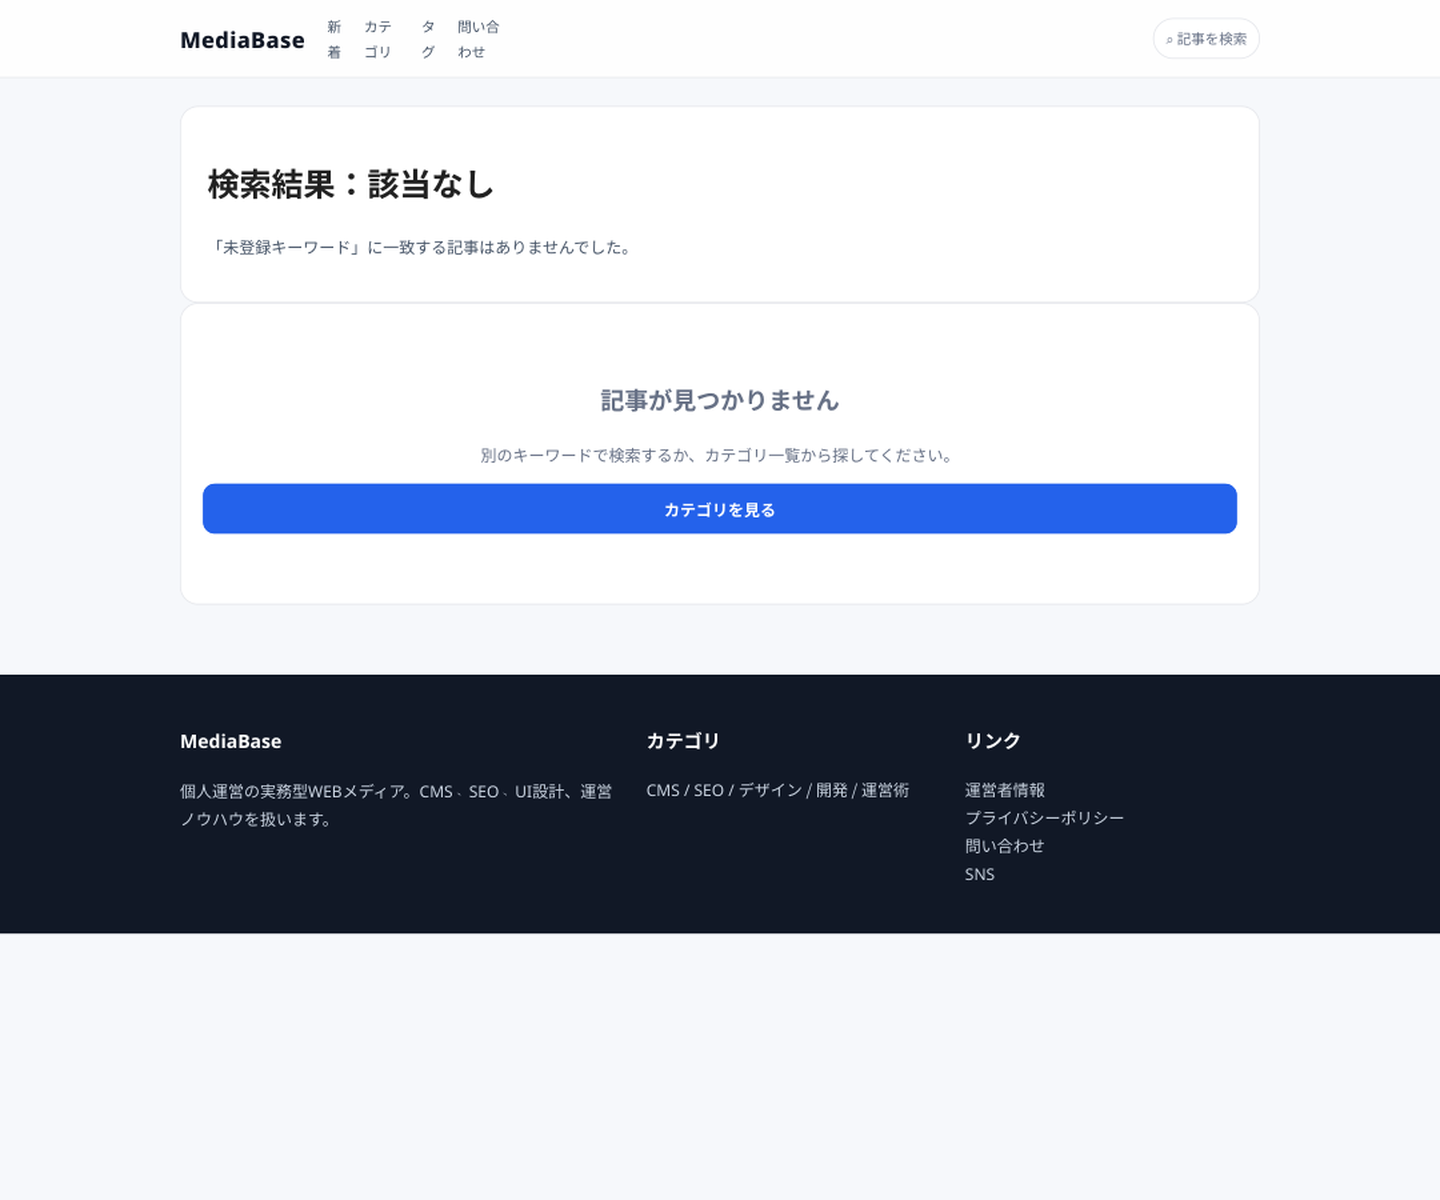 MediaBase
新着
カテゴリ
タグ
問い合わせ
⌕ 記事を検索
検索結果：該当なし
「未登録キーワード」に一致する記事はありませんでした。
記事が見つかりません
別のキーワードで検索するか、カテゴリ一覧から探してください。
カテゴリを見る
MediaBase
個人運営の実務型WEBメディア。CMS、SEO、UI設計、運営
ノウハウを扱います。
カテゴリ
CMS / SEO / デザイン / 開発 / 運営術
リンク
運営者情報
プライバシーポリシー
問い合わせ
SNS